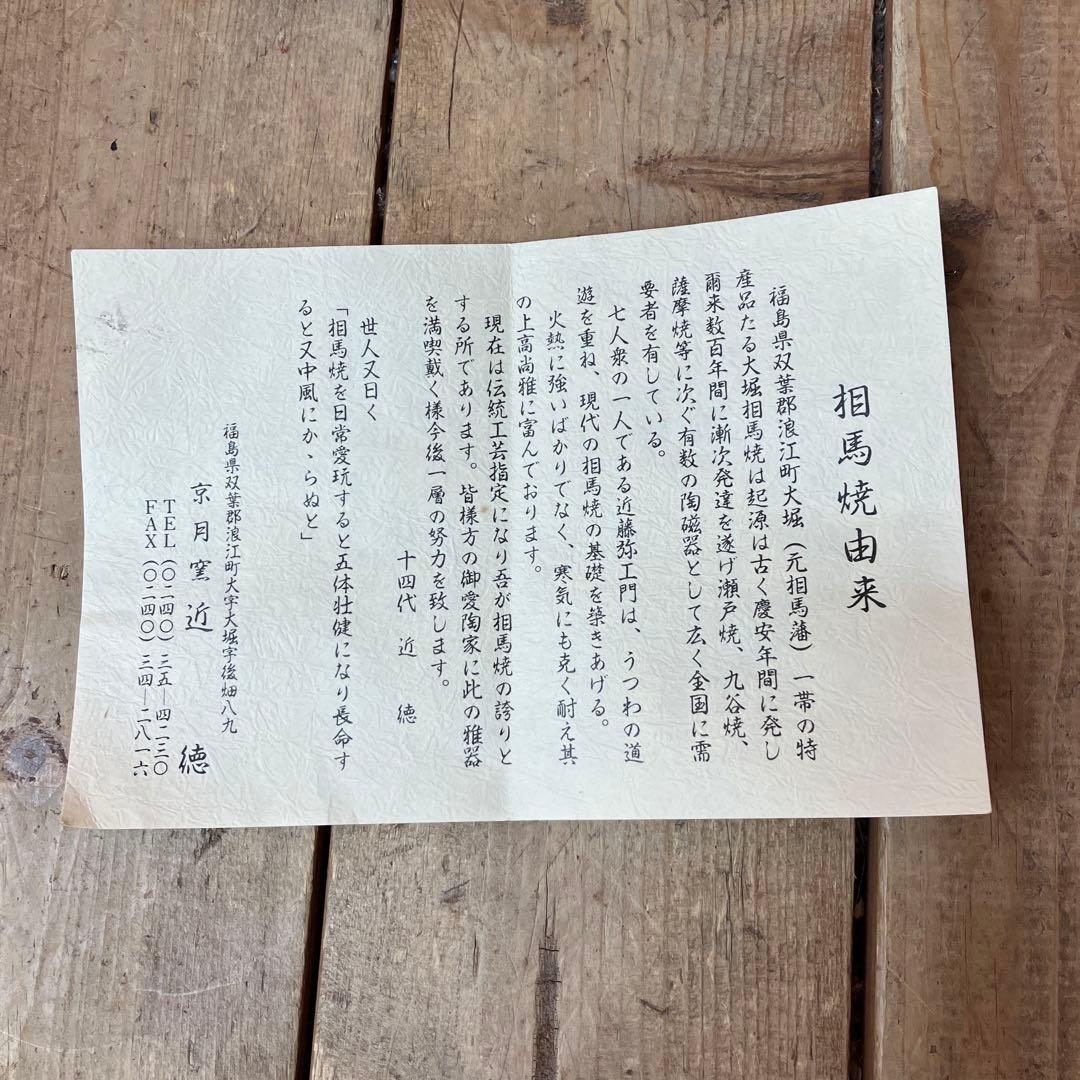 相馬焼由来
福島県双葉郡浪江町大堀（元相馬藩）一帯の特
産品たる大堀相馬焼は起源は古く慶安年間に発し
爾来数百年間に漸次発達を遂げ瀬戸焼、九谷焼、
薩摩焼等に次ぐ有数の陶磁器として広く全国に需
要者を有している。
七人衆の一人である近藤弥工門は、うつわの道
遊を重ね、現代の相馬焼の基礎を築きあげる。
火熱に強いばかりでなく、寒気にも克く耐え其
の上高尚雅に富んでおります。
現在は伝統工芸指定になり吾が相馬焼の誇りと
する所であります。皆様方の御愛陶家に此の雅器
を満喫戴く様今後一層の努力を致します。
十四代　近　徳
世人又曰く
「相馬焼を日常愛玩すると五体壮健になり長命す
ると又中風にかゝらぬと」
福島県双葉郡浪江町大字大堀字後畑八九
京月窯　近　徳
TEL（〇二四〇）三五―四二三〇
FAX（〇二四〇）三四―二八一六